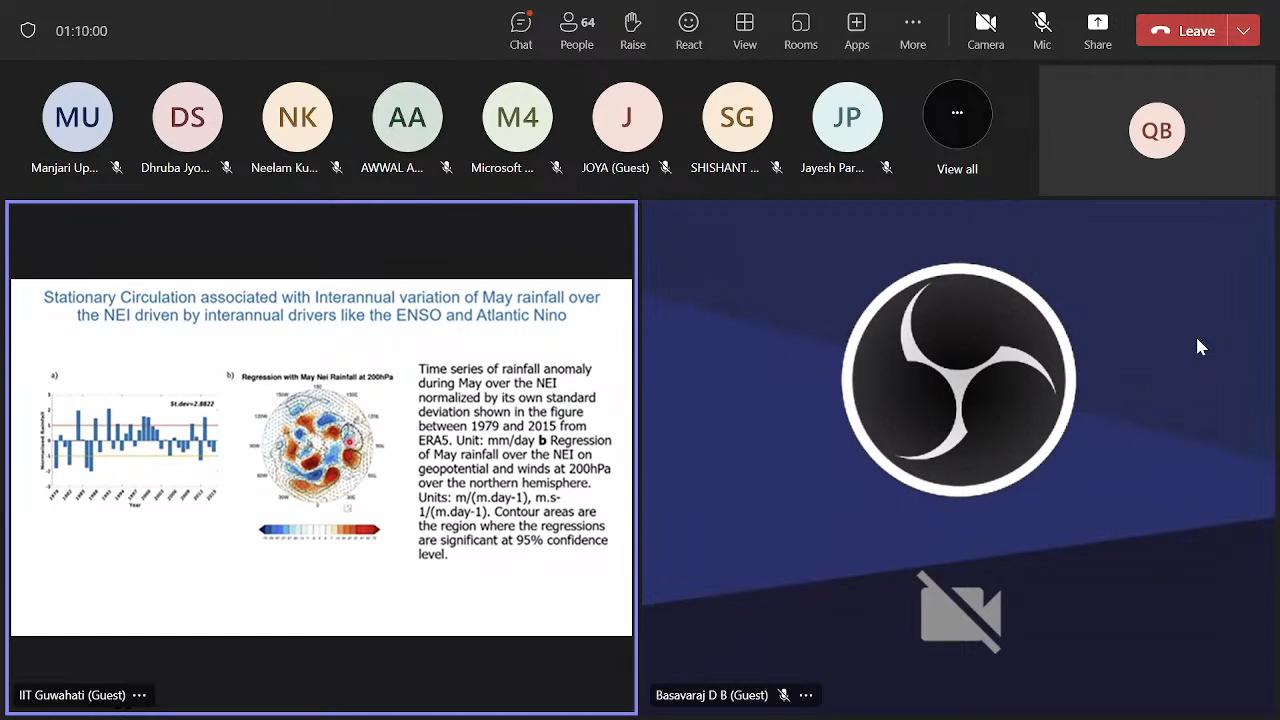 01:10:00
Chat
64
People
Raise
React
View
Rooms
Apps
More
Camera
Mic
Share
Leave
MU
DS
NK
AA
M4
J
SG
JP
QB
Manjari Up...
Dhruba Jyo...
Neelam Ku...
AWWAL A...
Microsoft ...
JOYA (Guest)
SHISHANT ...
Jayesh Par...
View all
Stationary Circulation associated with Interannual variation of May rainfall over
the NEI driven by interannual drivers like the ENSO and Atlantic Nino
a)
St.dev=2.8822
Normalised Rainfall
Year
b) Regression with May Nei Rainfall at 200hPa
180
Time series of rainfall anomaly
during May over the NEI
normalized by its own standard
deviation shown in the figure
between 1979 and 2015 from
ERA5. Unit: mm/day b Regression
of May rainfall over the NEI on
geopotential and winds at 200hPa
over the northern hemisphere.
Units: m/(m.day-1), m.s-
1/(m.day-1). Contour areas are
the region where the regressions
are significant at 95% confidence
level.
IIT Guwahati (Guest)
Basavaraj D B (Guest)